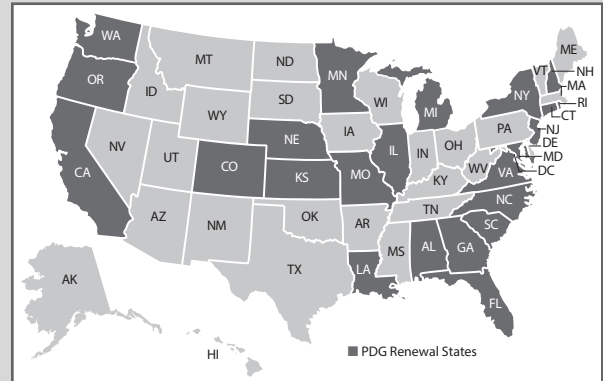 WA
MT
ND
MN
ME
VT
NH
MA
RI
CT
OR
ID
SD
WI
NY
MI
WY
IA
PA
NJ
DE
MD
DC
NV
NE
IL
IN
OH
CA
UT
CO
KS
MO
KY
WV
VA
NC
TN
AZ
NM
OK
AR
SC
MS
AL
GA
TX
LA
FL
AK
HI
PDG Renewal States